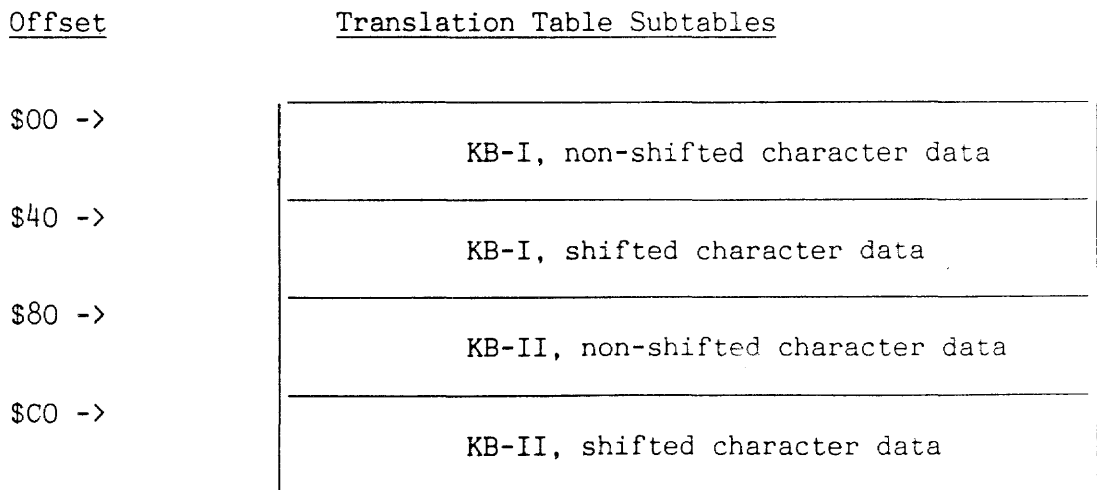 Offset Translation Table Subtables
$00 ->
KB-I, non-shifted character data
$40 ->
KB-I, shifted character data
$80 ->
KB-II, non-shifted character data
$C0 ->
KB-II, shifted character data